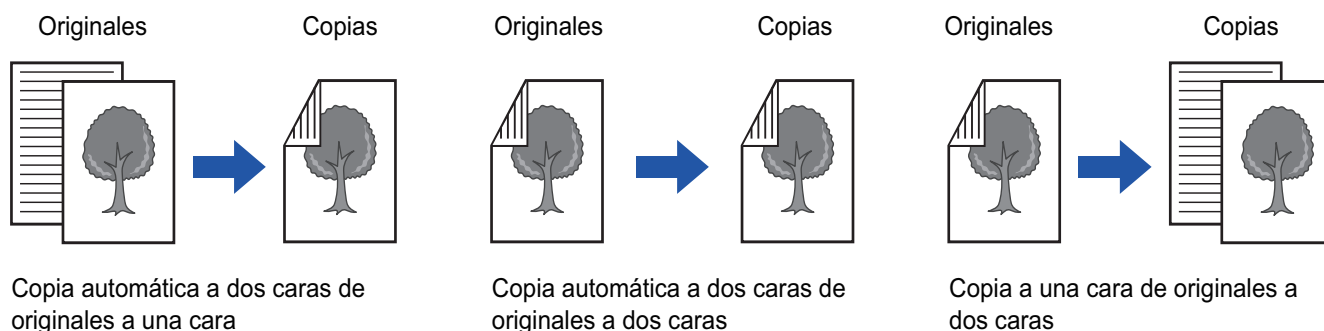 Originales
Copias
Originales
Copias
Originales
Copias
Copia automática a dos caras de
originales a una cara
Copia automática a dos caras de
originales a dos caras
Copia a una cara de originales a
dos caras